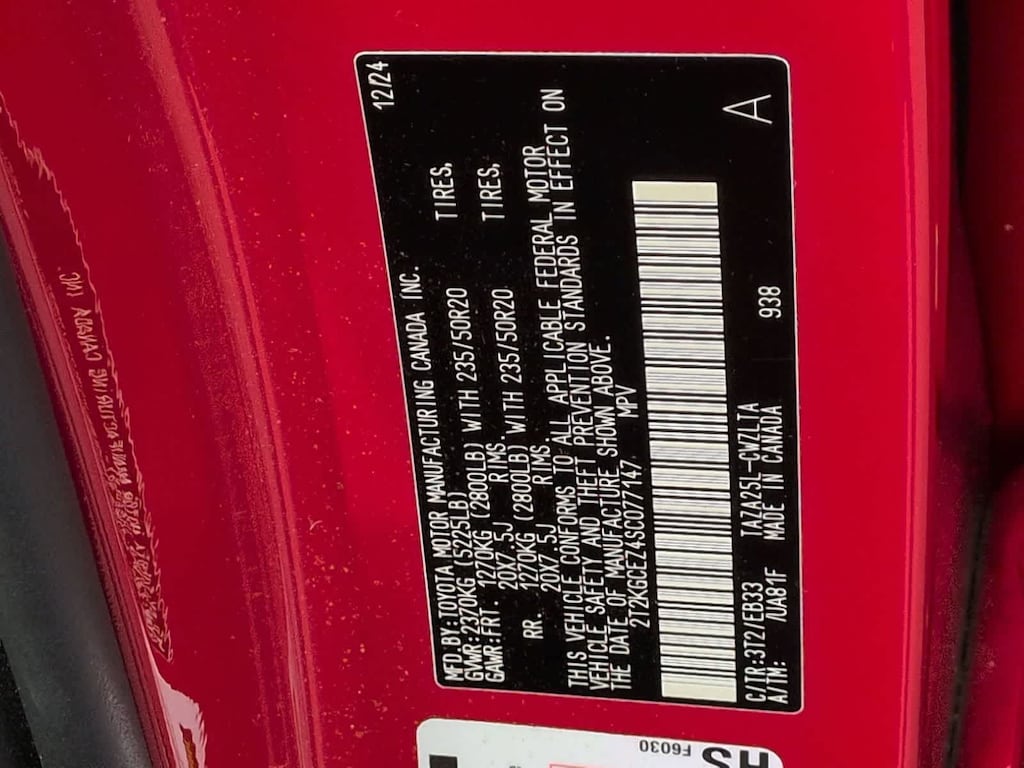 12/24
MFD.BY:TOYOTA MOTOR MANUFACTURING CANADA INC.
GVWR:2370KG (5225LB)
GAWR:FRT. 1270KG (2800LB) WITH 235/50R20 TIRES,
20X7.5J RIMS.
RR. 1270KG (2800LB) WITH 235/50R20 TIRES,
20X7.5J RIMS.
THIS VEHICLE CONFORMS TO ALL APPLICABLE FEDERAL MOTOR
VEHICLE SAFETY AND THEFT PREVENTION STANDARDS IN EFFECT ON
THE DATE OF MANUFACTURE SHOWN ABOVE.
2T2KGCEZ4SC077147 MPV
C/TR:3T2/EB33 TAZA25L-CWZLTA 938 A
A/TM: /UA81F MADE IN CANADA
HS
F6030